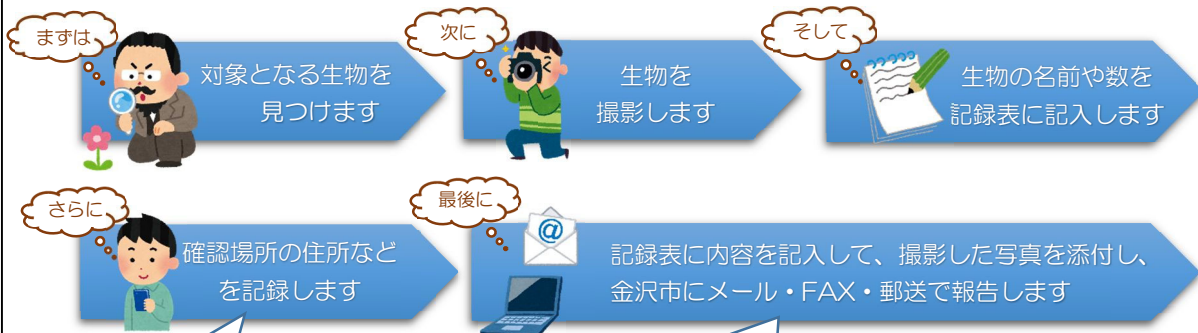 まずは
対象となる生物を
見つけます
次に
生物を
撮影します
そして
生物の名前や数を
記録表に記入します
さらに
確認場所の住所など
を記録します
最後に
@
記録表に内容を記入して、撮影した写真を添付し、
金沢市にメール・FAX・郵送で報告します